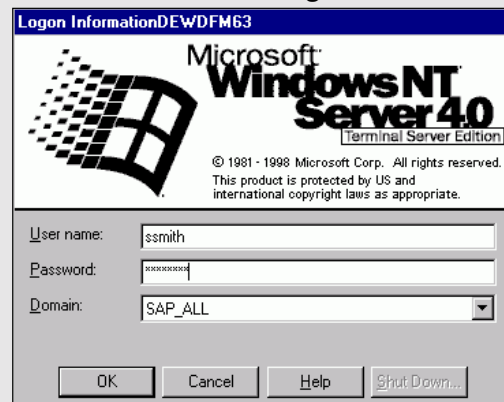 Logon InformationDEWDFM63
Microsoft
Windows NT
Server 4.0
Terminal Server Edition
© 1981 - 1998 Microsoft Corp. All rights reserved.
This product is protected by US and
international copyright laws as appropriate.
User name: ssmith
Password: xxxxxxxx
Domain: SAP_ALL
OK Cancel Help Shut Down...